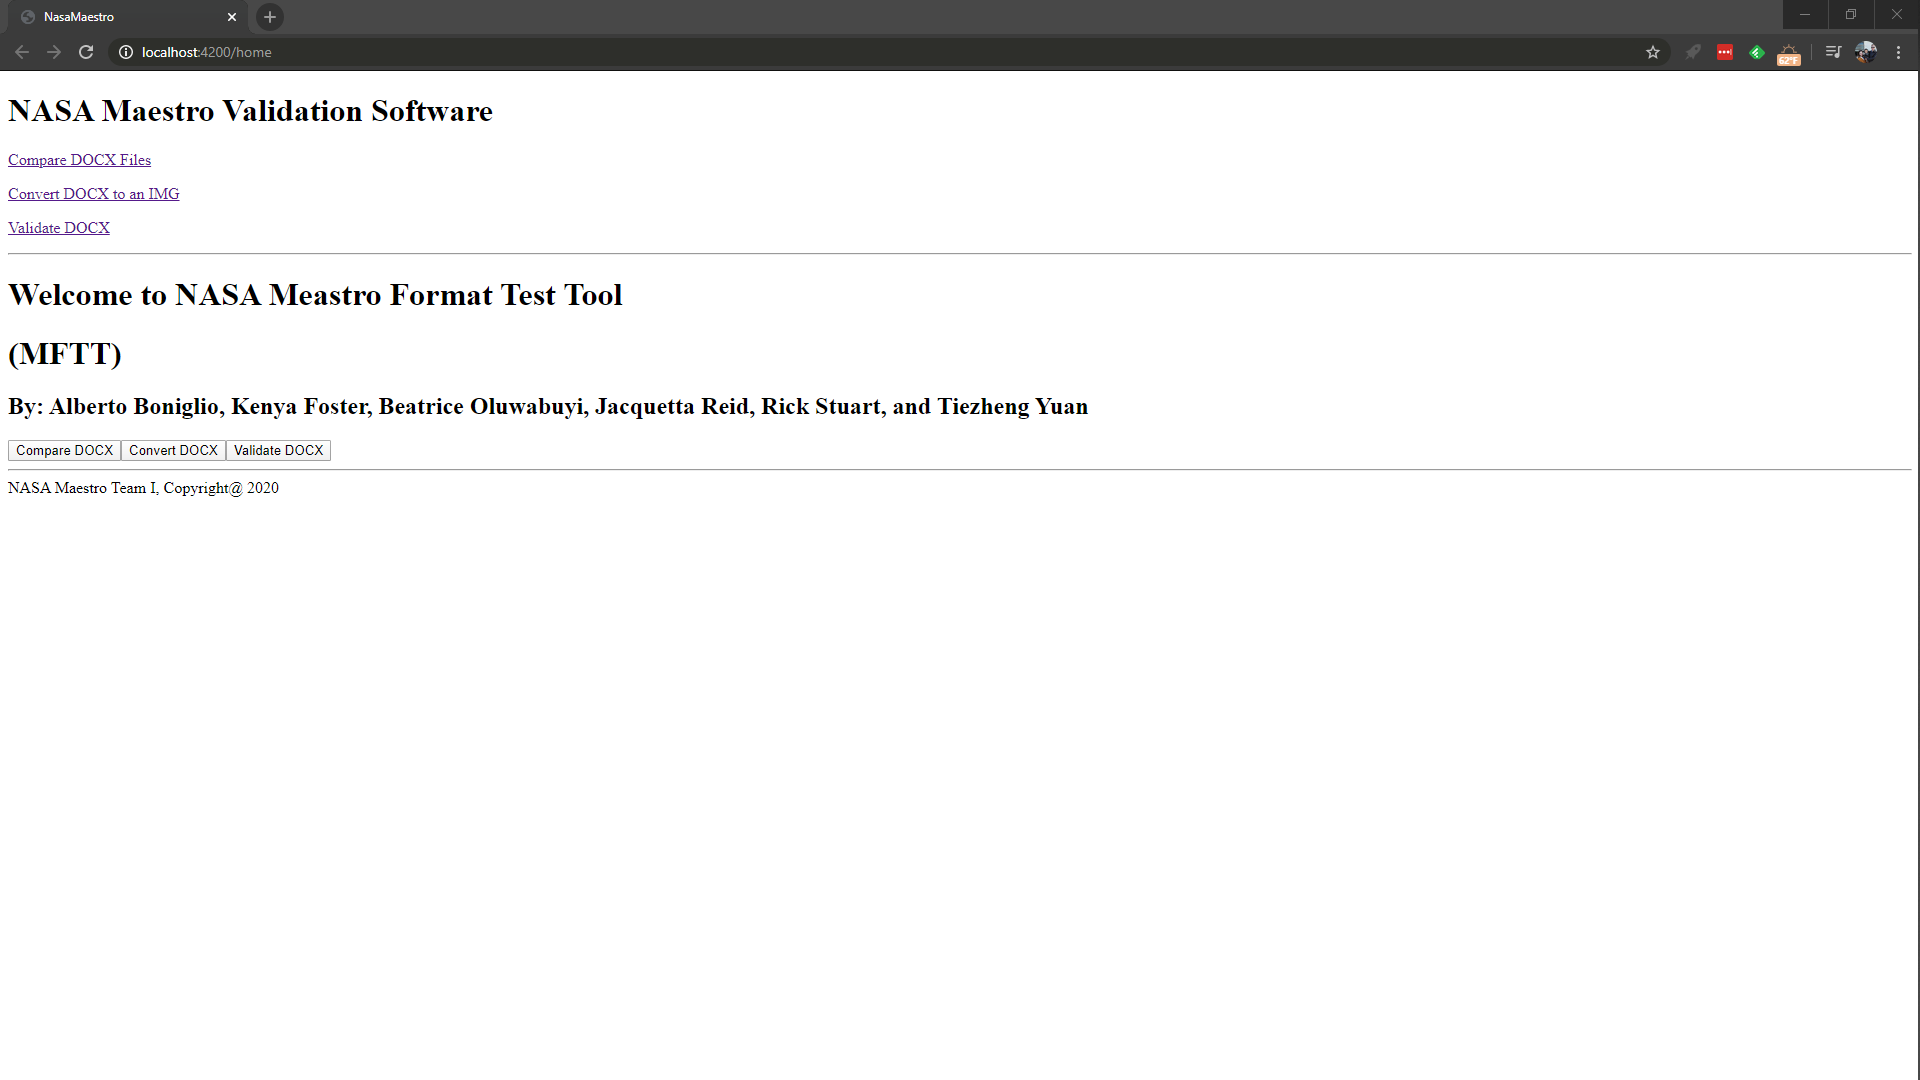 NasaMaestro
localhost:4200/home
62°F
NASA Maestro Validation Software
Compare DOCX Files
Convert DOCX to an IMG
Validate DOCX
Welcome to NASA Meastro Format Test Tool
(MFTT)
By: Alberto Boniglio, Kenya Foster, Beatrice Oluwabuyi, Jacquetta Reid, Rick Stuart, and Tiezheng Yuan
Compare DOCX Convert DOCX Validate DOCX
NASA Maestro Team I, Copyright@ 2020